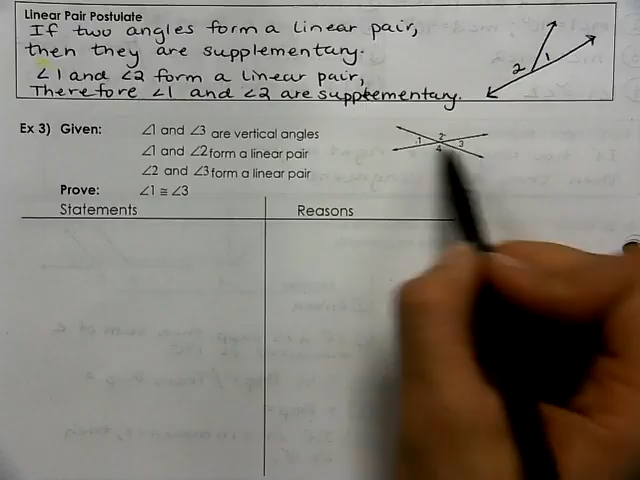 Linear Pair Postulate
If two angles form a linear pair,
then they are supplementary.
∠1 and ∠2 form a linear pair,
Therefore ∠1 and ∠2 are supplementary.
2 1
Ex 3) Given: ∠1 and ∠3 are vertical angles
∠1 and ∠2 form a linear pair
∠2 and ∠3 form a linear pair
1 2 3 4
Prove: ∠1 ≅ ∠3
Statements Reasons